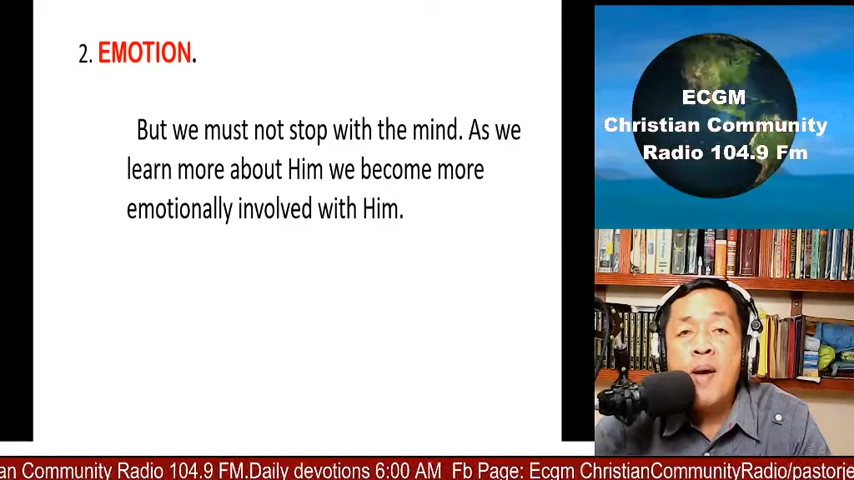 2. EMOTION.
But we must not stop with the mind. As we
learn more about Him we become more
emotionally involved with Him.
ECGM
Christian Community
Radio 104.9 Fm
an Community Radio 104.9 FM.Daily devotions 6:00 AM  Fb Page: Ecgm ChristianCommunityRadio/pastorje